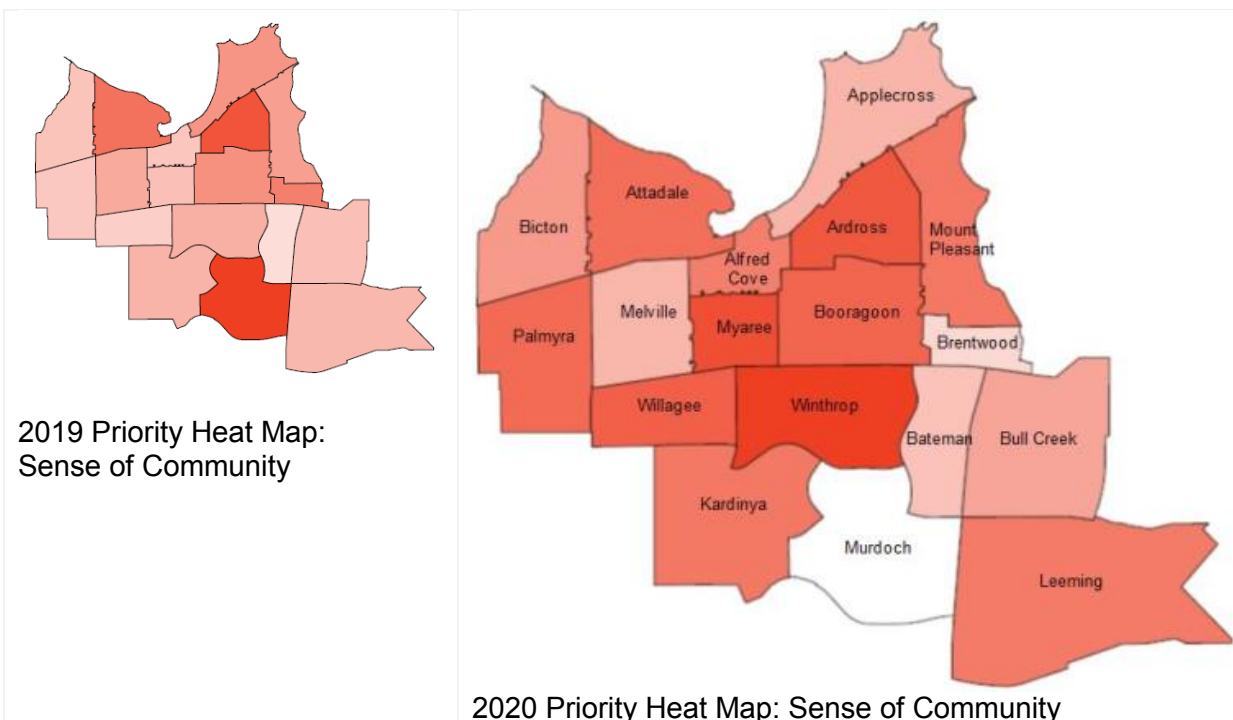 Applecross
Attadale
Bicton
Ardross
Mount
Pleasant
Alfred
Cove
Melville
Myaree
Booragoon
Palmyra
Brentwood
Willagee
Winthrop
Bateman
Bull Creek
Kardinya
Murdoch
Leeming
2019 Priority Heat Map:
Sense of Community
2020 Priority Heat Map: Sense of Community